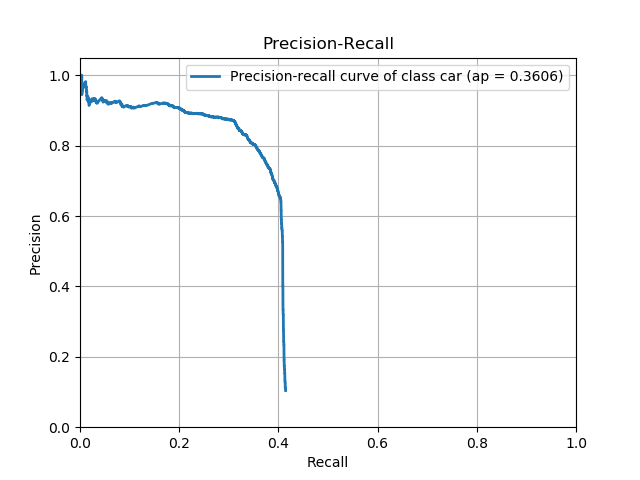 Precision-Recall
Precision-recall curve of class car (ap = 0.3606)
1.0
0.8
0.6
0.4
0.2
0.0
Precision
0.0 0.2 0.4 0.6 0.8 1.0
Recall